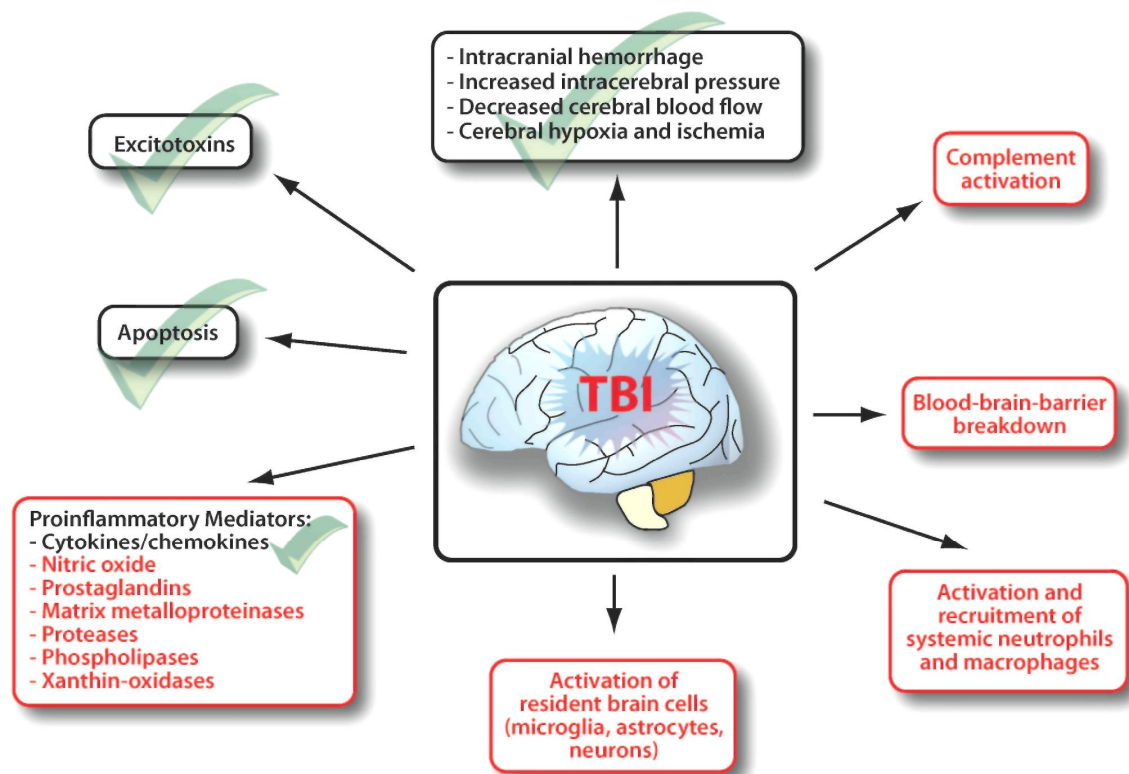 - Intracranial hemorrhage
- Increased intracerebral pressure
- Decreased cerebral blood flow
- Cerebral hypoxia and ischemia
Excitotoxins
Complement
activation
Apoptosis
TBI
Blood-brain-barrier
breakdown
Proinflammatory Mediators:
- Cytokines/chemokines
- Nitric oxide
- Prostaglandins
- Matrix metalloproteinases
- Proteases
- Phospholipases
- Xanthin-oxidases
Activation and
recruitment of
systemic neutrophils
and macrophages
Activation of
resident brain cells
(microglia, astrocytes,
neurons)